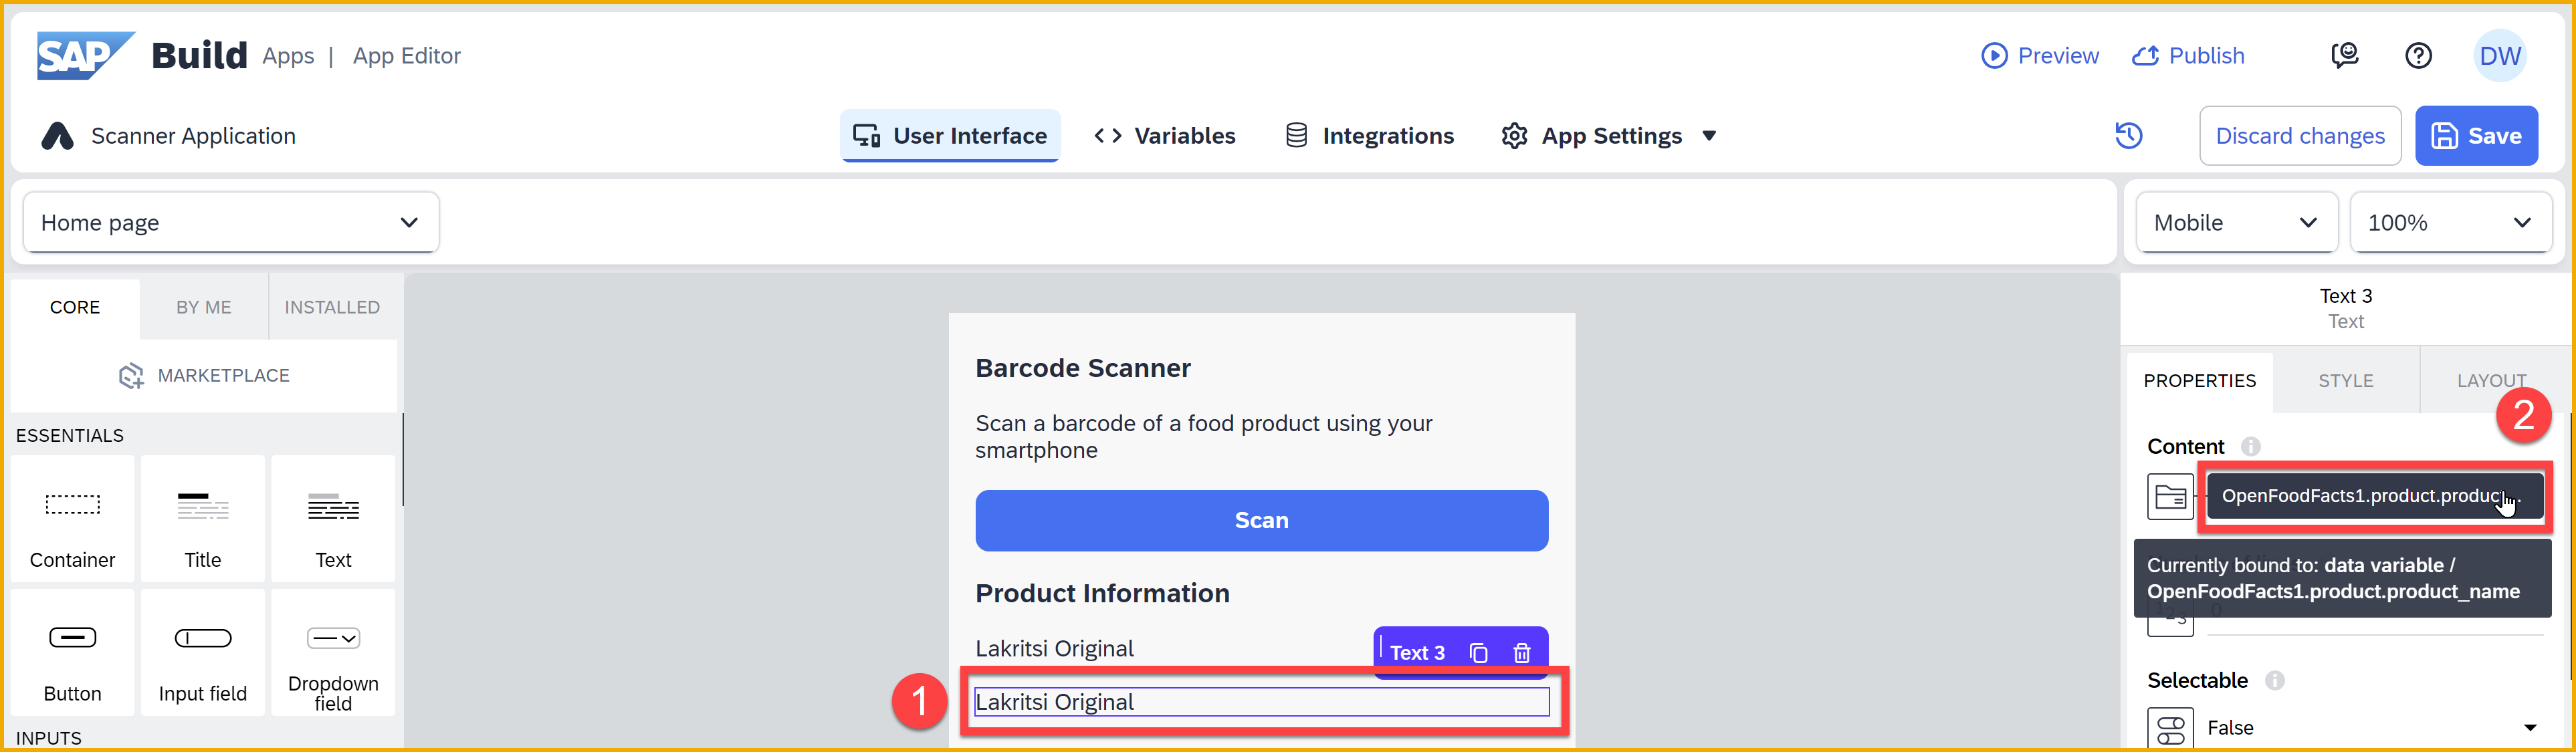 SAP Build Apps | App Editor
Preview
Publish
DW
Scanner Application
User Interface
Variables
Integrations
App Settings
Discard changes
Save
Home page
Mobile
100%
CORE
BY ME
INSTALLED
MARKETPLACE
ESSENTIALS
Container
Title
Text
Button
Input field
Dropdown
field
INPUTS
Barcode Scanner
Scan a barcode of a food product using your
smartphone
Scan
Product Information
Lakritsi Original
Text 3
1
Lakritsi Original
Text 3
Text
PROPERTIES
STYLE
LAYOUT
2
Content
OpenFoodFacts1.product.produc
Currently bound to: data variable /
OpenFoodFacts1.product.product_name
0
Selectable
False